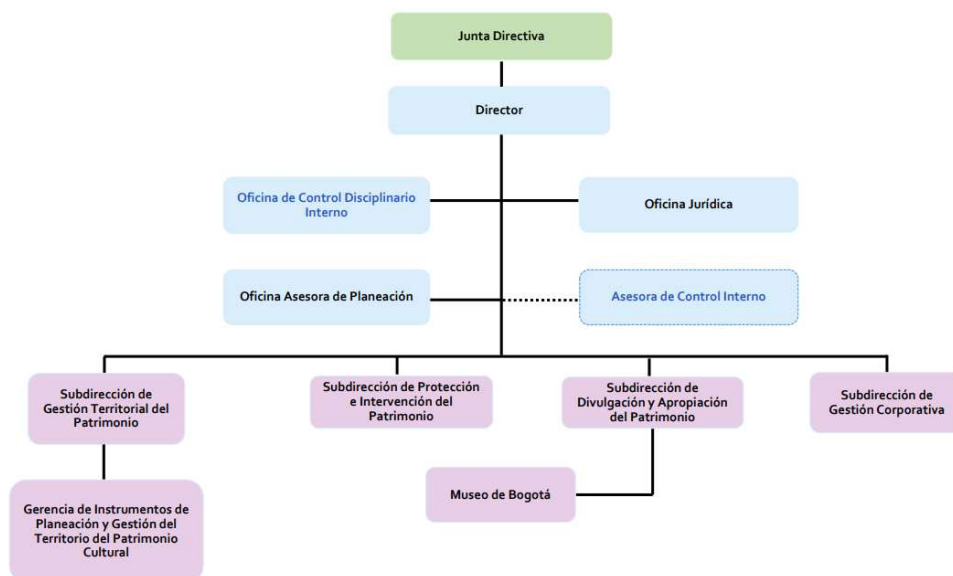 Junta Directiva
Director
Oficina de Control Disciplinario
Interno
Oficina Jurídica
Oficina Asesora de Planeación
Asesora de Control Interno
Subdirección de
Gestión Territorial del
Patrimonio
Subdirección de Protección
e Intervención del
Patrimonio
Subdirección de
Divulgación y Apropiación
del Patrimonio
Subdirección de
Gestión Corporativa
Gerencia de Instrumentos de
Planeación y Gestión del
Territorio del Patrimonio
Cultural
Museo de Bogotá